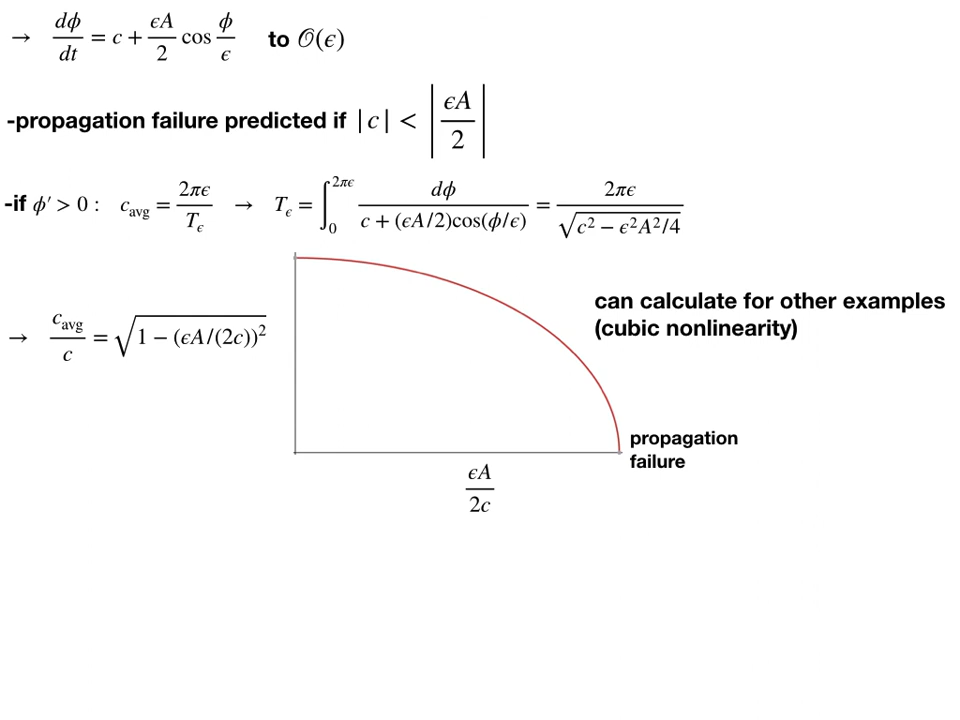 → dϕ/dt = c + ϵA/2 cos ϕ/ϵ to 𝒪(ϵ)
-propagation failure predicted if |c| < |ϵA/2|
-if ϕ′ > 0 : c_avg = 2πϵ/T_ϵ → T_ϵ = ∫_0^{2πϵ} dϕ/(c + (ϵA/2)cos(ϕ/ϵ)) = 2πϵ/√(c² − ϵ²A²/4)
can calculate for other examples
(cubic nonlinearity)
→ c_avg/c = √(1 − (ϵA/(2c))²)
propagation
failure
ϵA/2c